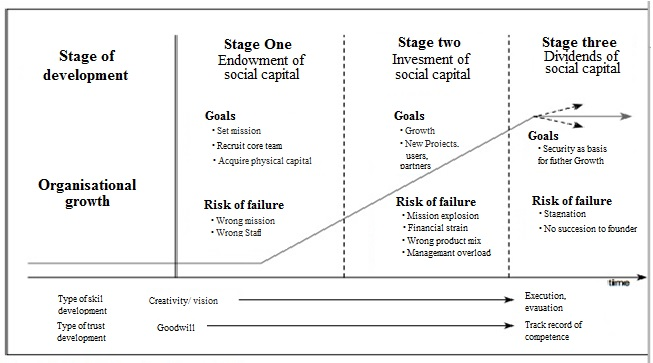 Stage of
development
Stage One
Endowment of
social capital
Stage two
Invesment of
social capital
Stage three
Dividends of
social capital
Goals
• Set mission
• Recruit core team
• Acquire physical capital
Goals
• Growth
• New Projects.
users,
partners
Goals
• Security as basis
for futher Growth
Organisational
growth
Risk of failure
• Wrong mission
• Wrong Staff
Risk of failure
• Mission explosion
• Financial strain
• Wrong product mix
• Managemant overload
Risk of failure
• Stagnation
• No succesion to founder
time
Type of skil
development
Creativity/ vision
Execution,
evauation
Type of trust
development
Goodwill
Track record of
competence